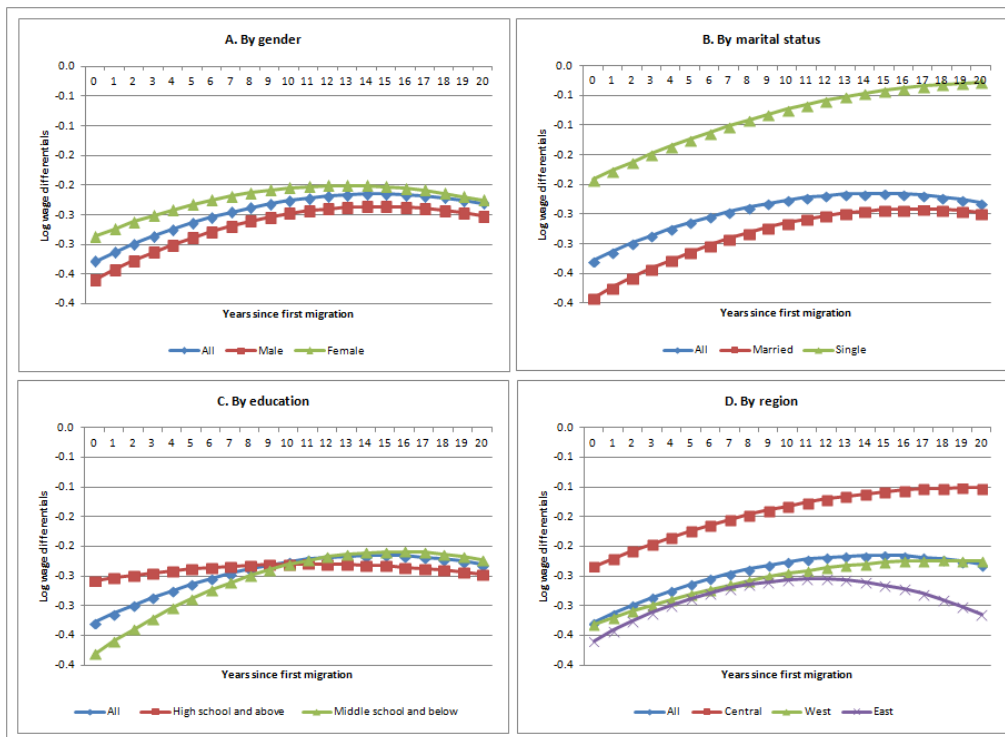 A. By gender
0.0
0 1 2 3 4 5 6 7 8 9 10 11 12 13 14 15 16 17 18 19 20
-0.1
-0.1
-0.2
-0.2
-0.3
-0.3
-0.4
-0.4
Log wage differentials
Years since first migration
All Male Female
B. By marital status
0.0
0 1 2 3 4 5 6 7 8 9 10 11 12 13 14 15 16 17 18 19 20
-0.1
-0.1
-0.2
-0.2
-0.3
-0.3
-0.4
-0.4
Log wage differentials
Years since first migration
All Married Single
C. By education
0.0
0 1 2 3 4 5 6 7 8 9 10 11 12 13 14 15 16 17 18 19 20
-0.1
-0.1
-0.2
-0.2
-0.3
-0.3
-0.4
-0.4
Log wage differentials
Years since first migration
All High school and above Middle school and below
D. By region
0.0
0 1 2 3 4 5 6 7 8 9 10 11 12 13 14 15 16 17 18 19 20
-0.1
-0.1
-0.2
-0.2
-0.3
-0.3
-0.4
-0.4
Log wage differentials
Years since first migration
All Central West East